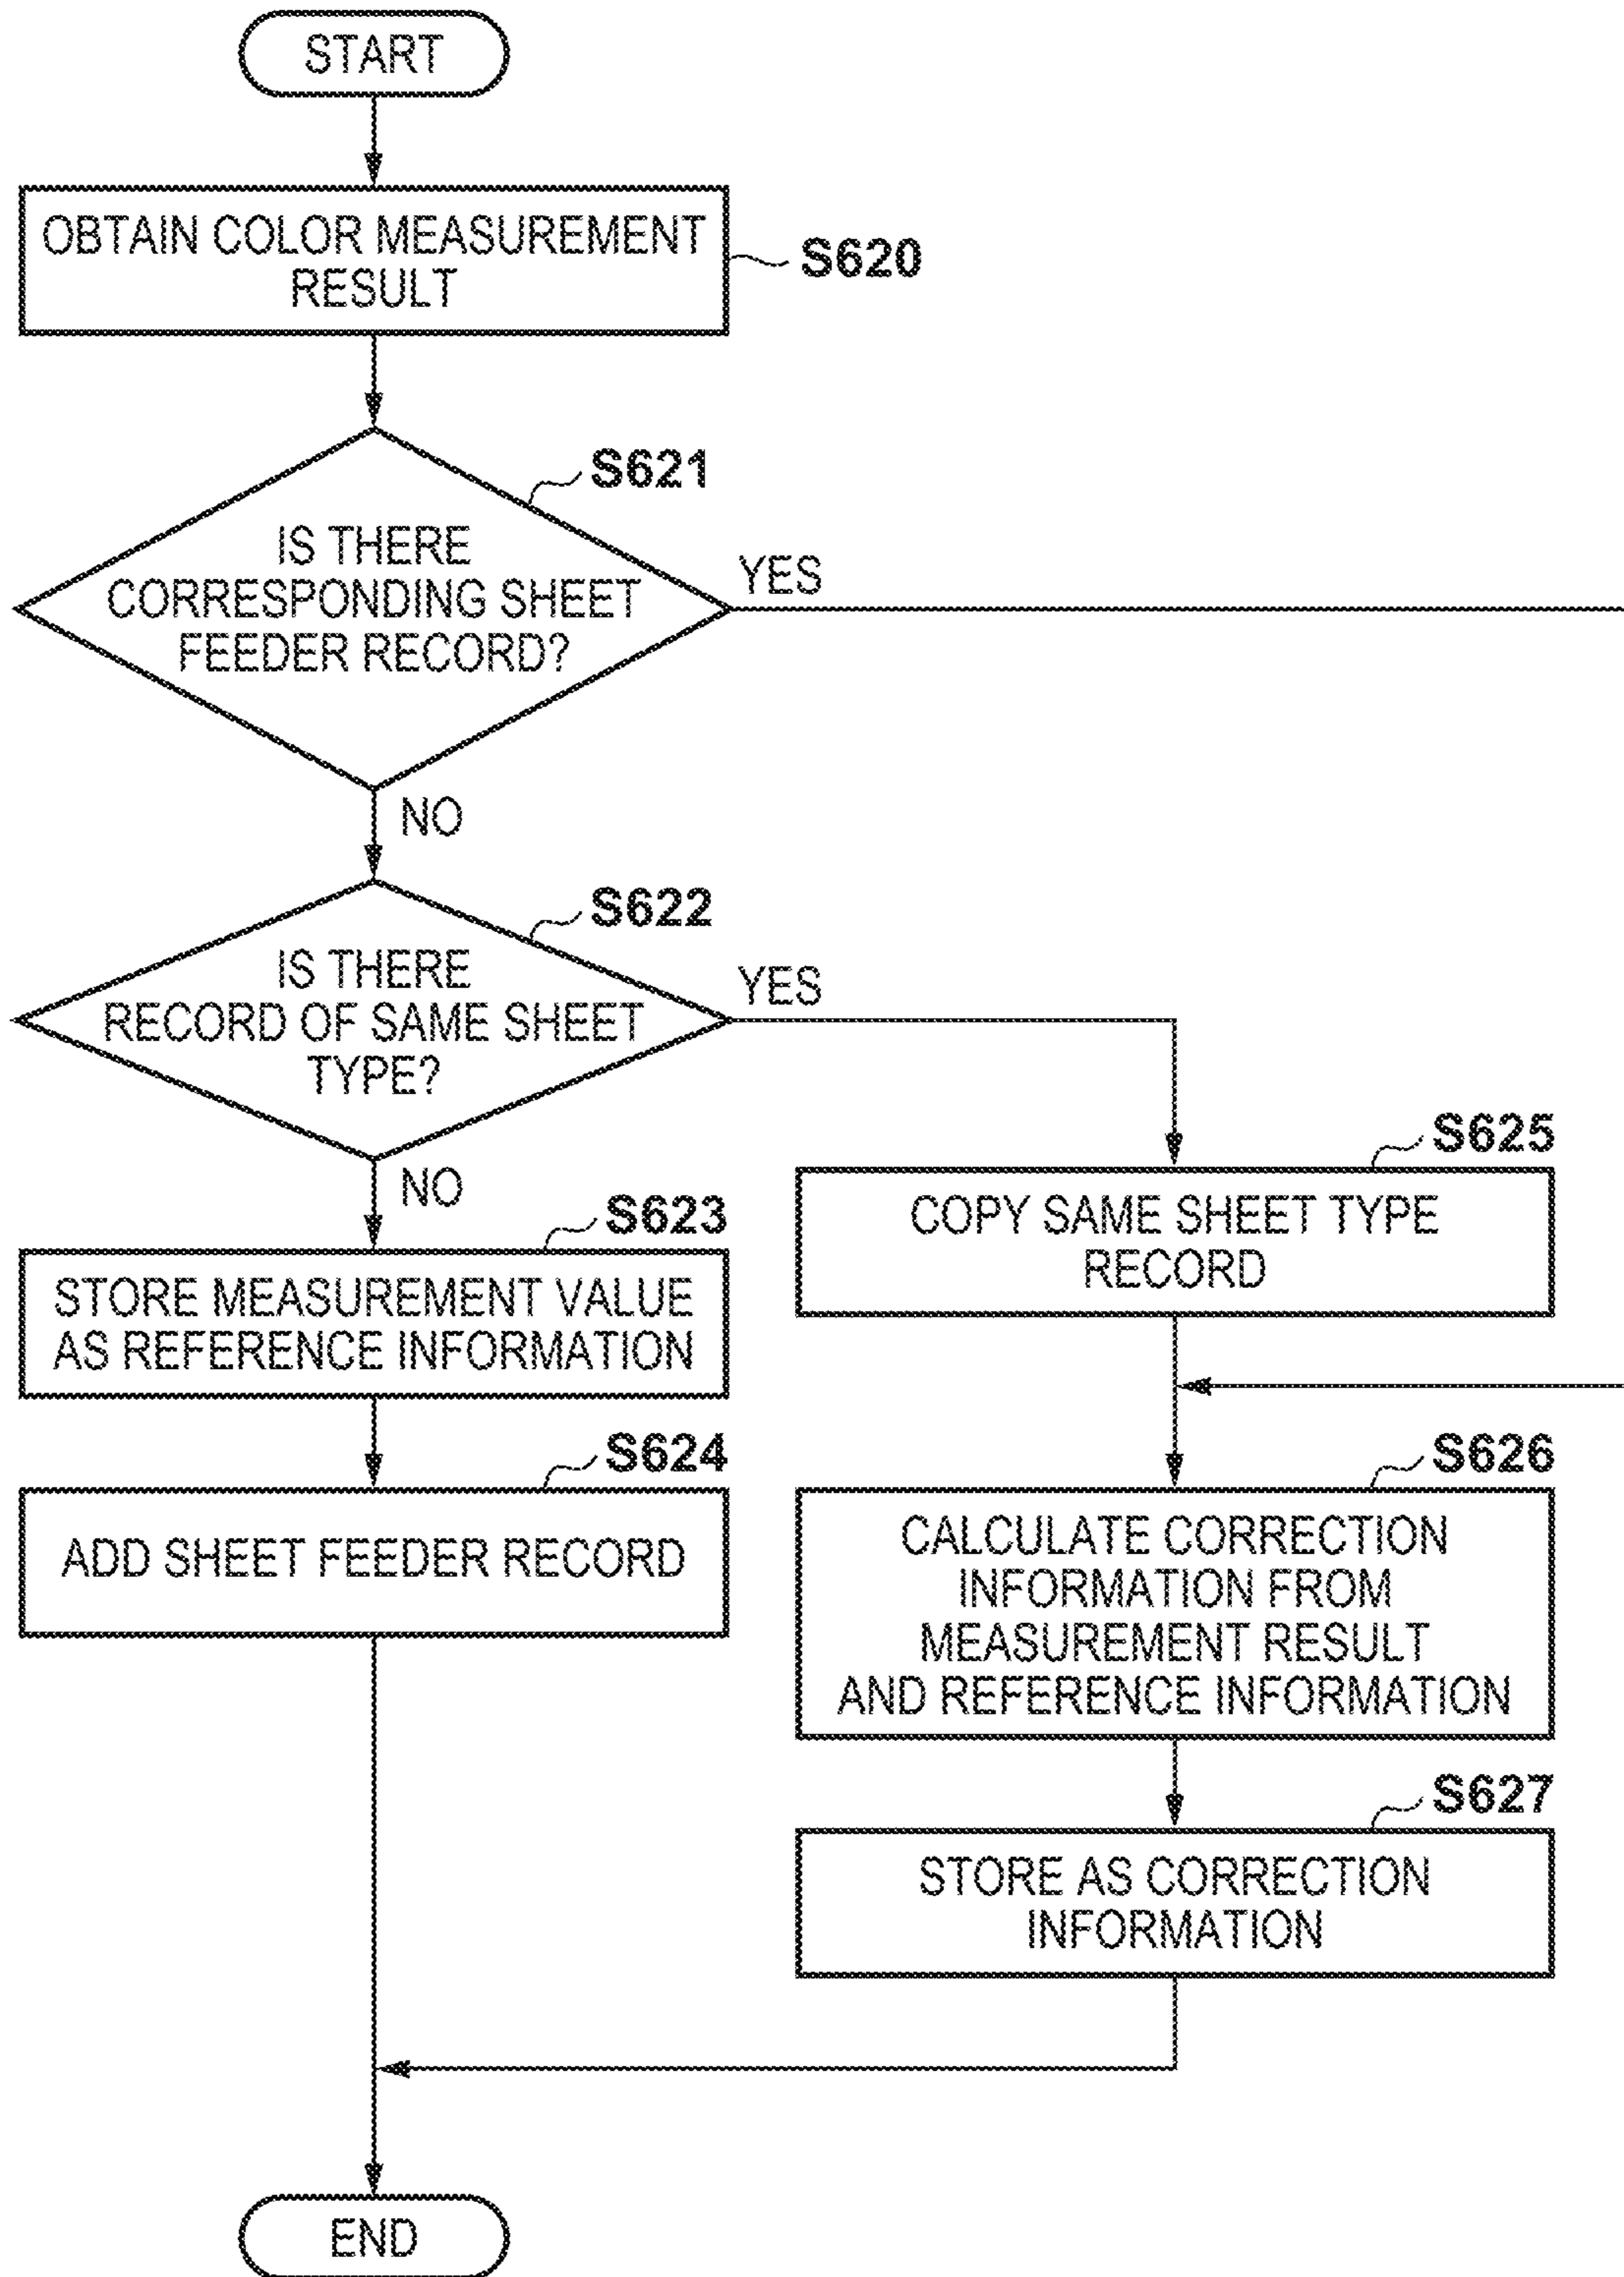 START
OBTAIN COLOR MEASUREMENT
RESULT
S620
S621
IS THERE
CORRESPONDING SHEET
FEEDER RECORD?
YES
NO
S622
IS THERE
RECORD OF SAME SHEET
TYPE?
YES
NO
S623
STORE MEASUREMENT VALUE
AS REFERENCE INFORMATION
S624
ADD SHEET FEEDER RECORD
S625
COPY SAME SHEET TYPE
RECORD
S626
CALCULATE CORRECTION
INFORMATION FROM
MEASUREMENT RESULT
AND REFERENCE INFORMATION
S627
STORE AS CORRECTION
INFORMATION
END